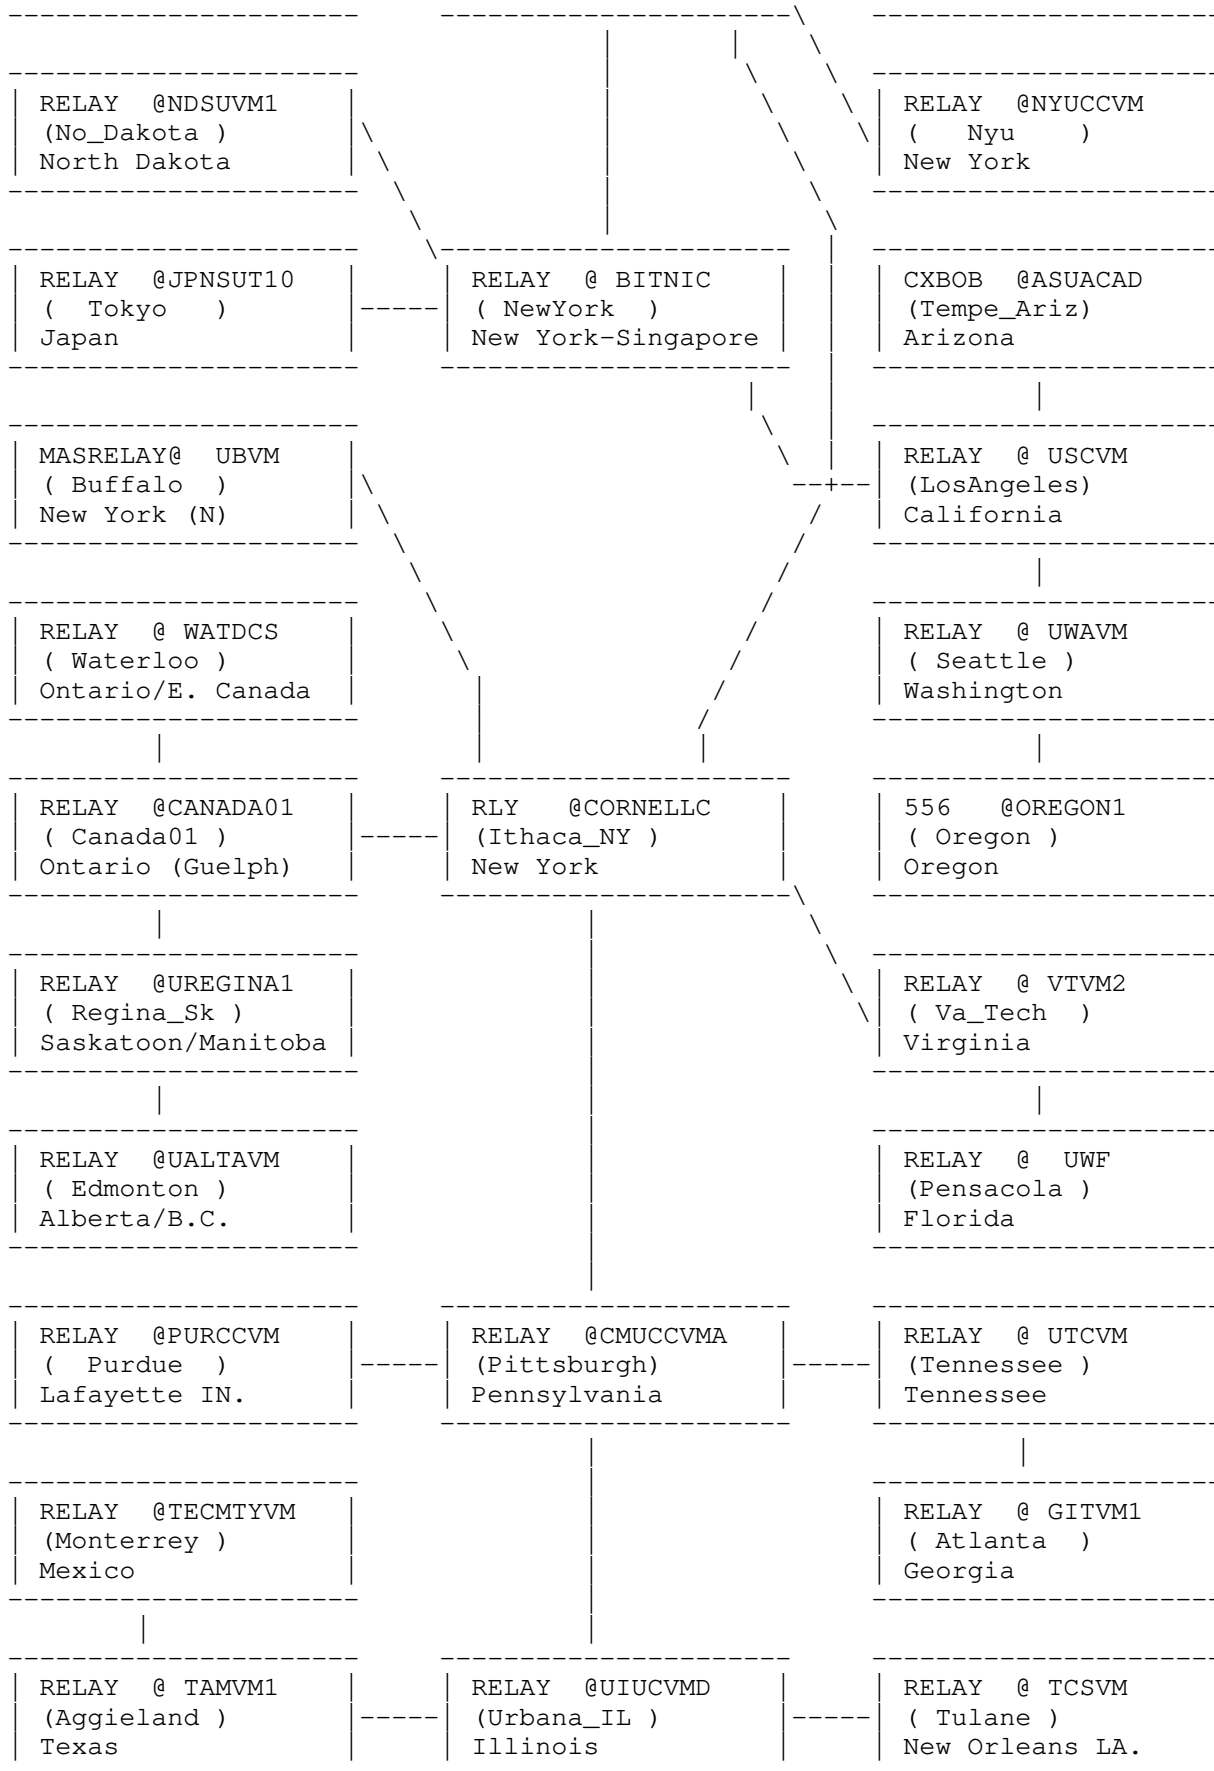 RELAY @NDSUVM1
(No_Dakota )
North Dakota
RELAY @NYUCCVM
( Nyu )
New York
RELAY @JPNSUT10
( Tokyo )
Japan
RELAY @ BITNIC
( NewYork )
New York-Singapore
CXBOB @ASUACAD
(Tempe_Ariz)
Arizona
MASRELAY@ UBVM
( Buffalo )
New York (N)
RELAY @ USCVM
(LosAngeles)
California
RELAY @ WATDCS
( Waterloo )
Ontario/E. Canada
RELAY @ UWAVM
( Seattle )
Washington
RELAY @CANADA01
( Canada01 )
Ontario (Guelph)
RLY @CORNELLC
(Ithaca_NY )
New York
556 @OREGON1
( Oregon )
Oregon
RELAY @UREGINA1
( Regina_Sk )
Saskatoon/Manitoba
RELAY @ VTVM2
( Va_Tech )
Virginia
RELAY @UALTAVM
( Edmonton )
Alberta/B.C.
RELAY @ UWF
(Pensacola )
Florida
RELAY @PURCCVM
( Purdue )
Lafayette IN.
RELAY @CMUCCVMA
(Pittsburgh)
Pennsylvania
RELAY @ UTCVM
(Tennessee )
Tennessee
RELAY @TECMTYVM
(Monterrey )
Mexico
RELAY @ GITVM1
( Atlanta )
Georgia
RELAY @ TAMVM1
(Aggieland )
Texas
RELAY @UIUCVMD
(Urbana_IL )
Illinois
RELAY @ TCSVM
( Tulane )
New Orleans LA.